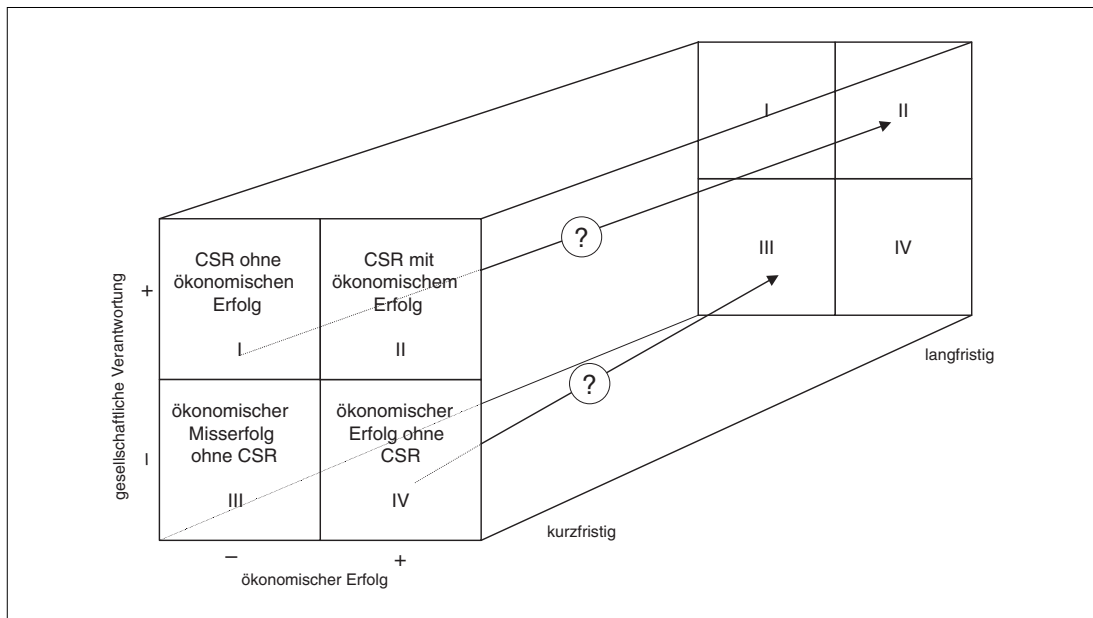 I
II
III
IV
?
?
CSR ohne
ökonomischen
Erfolg
I
CSR mit
ökonomischem
Erfolg
II
ökonomischer
Misserfolg
ohne CSR
III
ökonomischer
Erfolg ohne
CSR
IV
gesellschaftliche Verantwortung
+
–
–
+
ökonomischer Erfolg
kurzfristig
langfristig